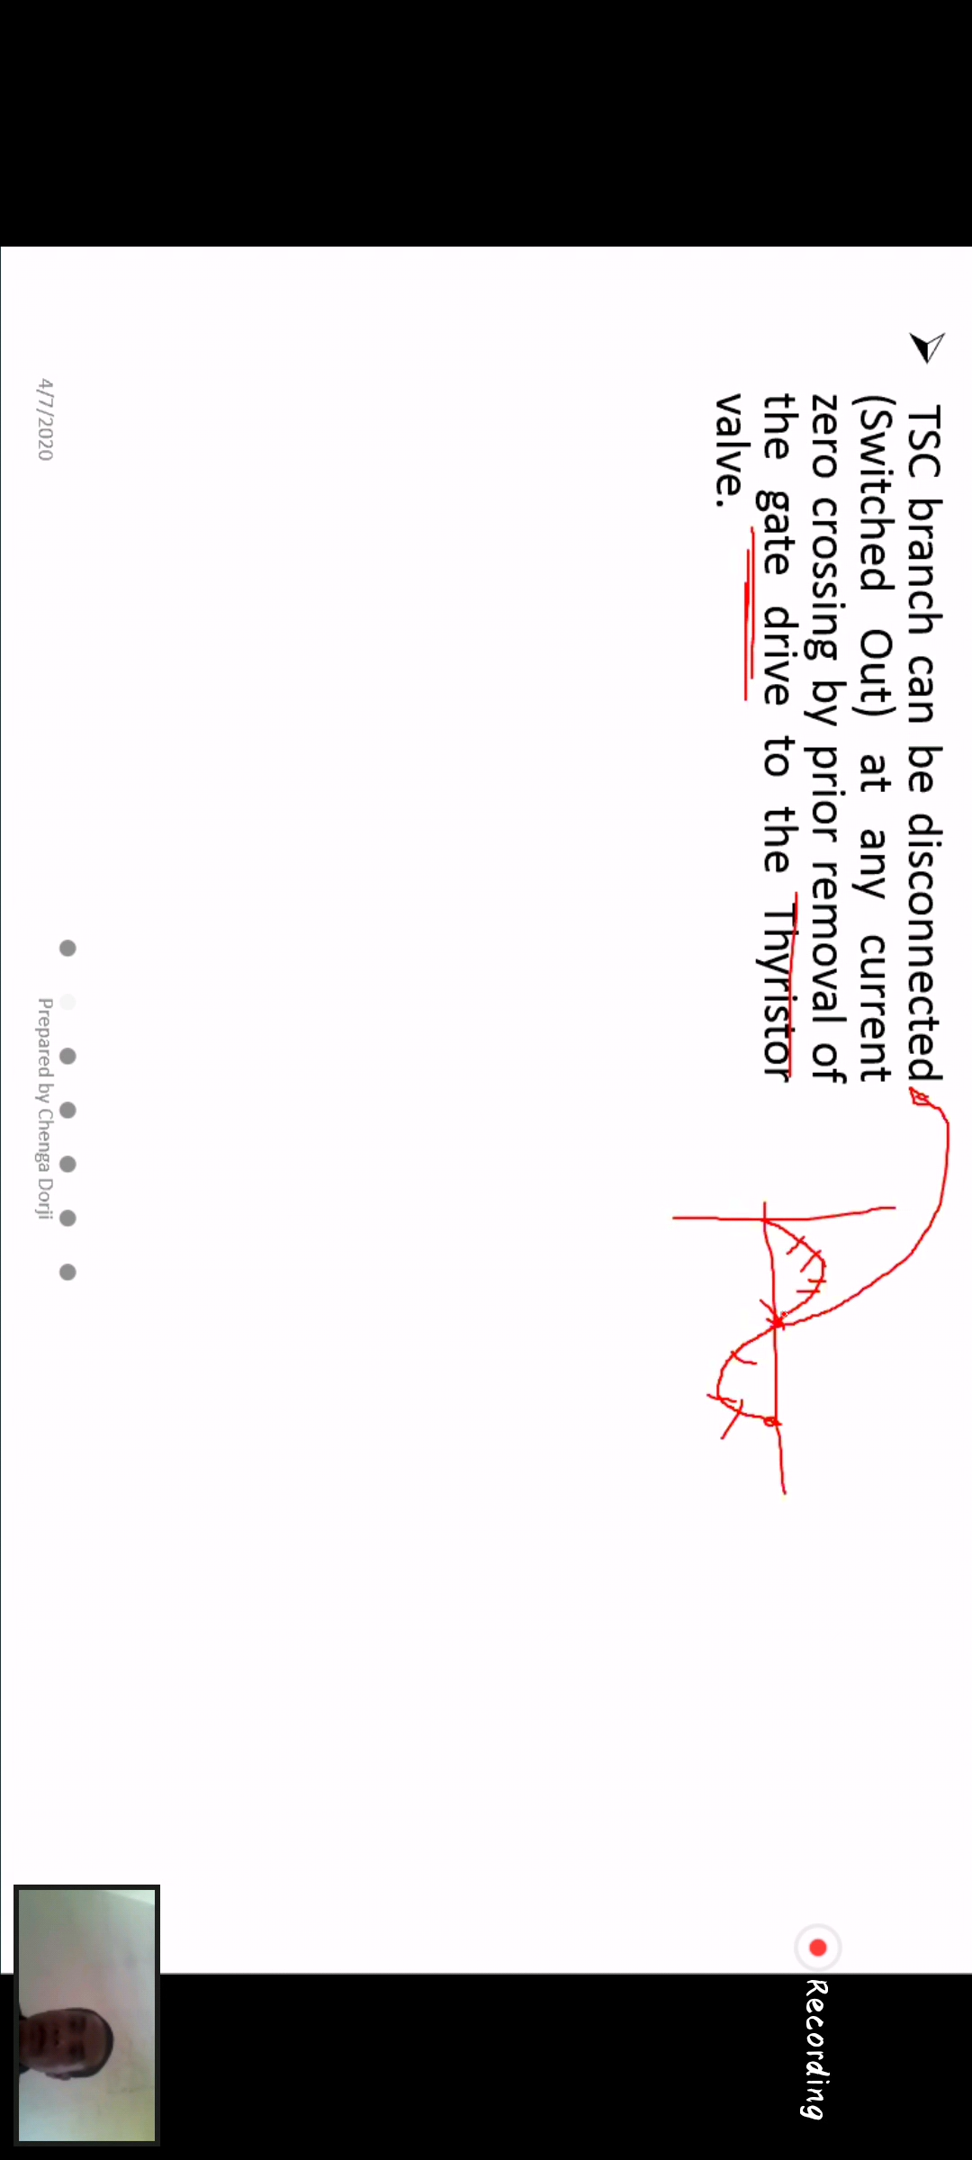 TSC branch can be disconnected
(Switched Out) at any current
zero crossing by prior removal of
the gate drive to the Thyristor
valve.
4/7/2020
Prepared by Chenga Dorji
Recording